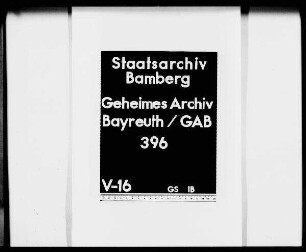 Staatsarchiv
Bamberg
Geheimes Archiv
Bayreuth / GAB
396
V-16 GS IB